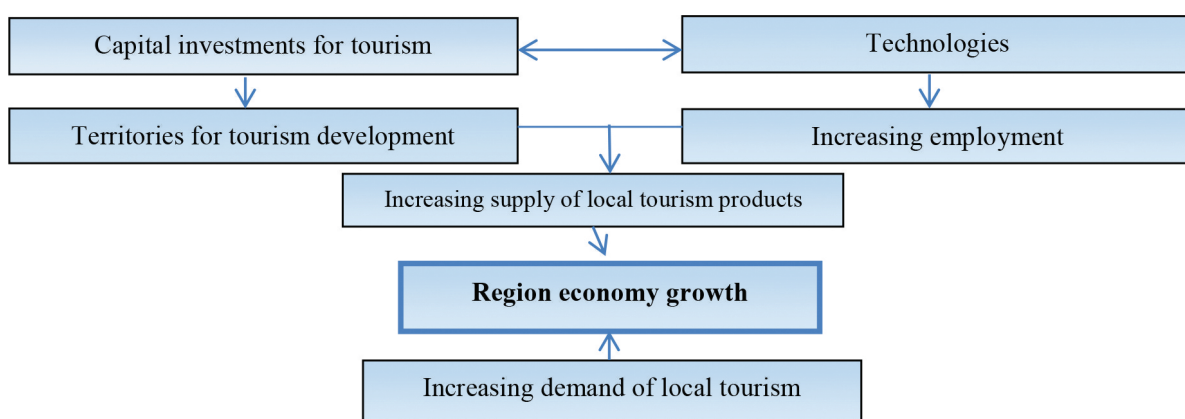 Capital investments for tourism
Technologies
Territories for tourism development
Increasing employment
Increasing supply of local tourism products
Region economy growth
Increasing demand of local tourism